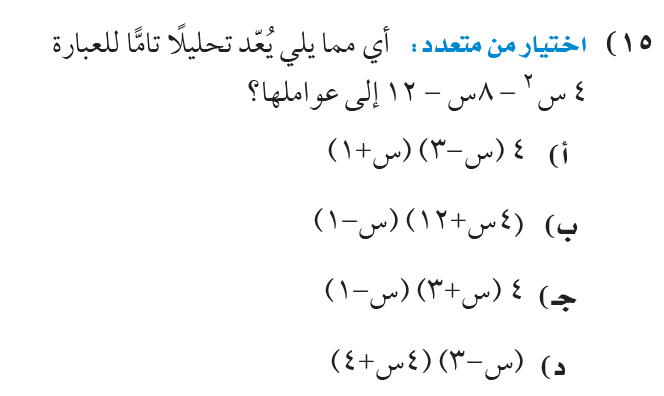 ١٥) اختيار من متعدد: أي مما يلي يُعّد تحليلًا تامًّا للعبارة
٤ س٢ – ٨س – ١٢ إلى عواملها؟
أ) ٤ (س–٣) (س+١)
ب) (٤س+١٢) (س–١)
جـ) ٤ (س+٣) (س–١)
د) (س–٣) (٤س+٤)